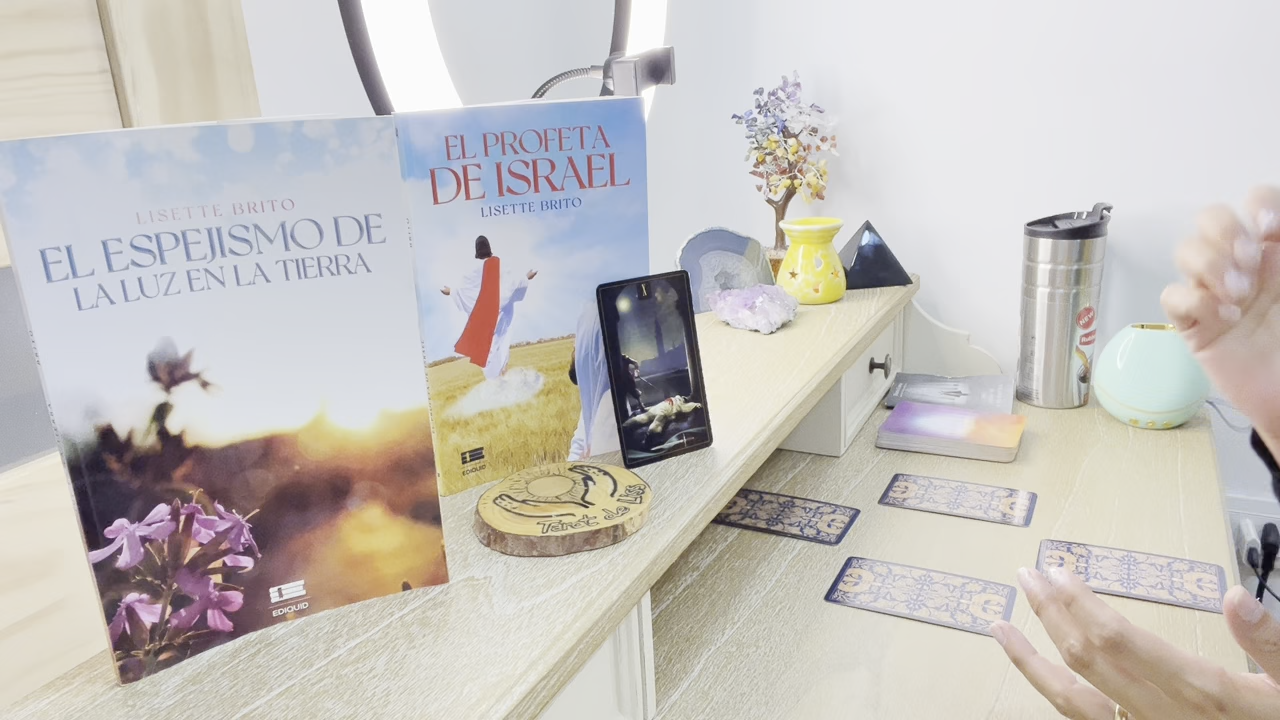 LISETTE BRITO
EL ESPEJISMO DE
LA LUZ EN LA TIERRA
EDIQUID
EL PROFETA
DE ISRAEL
LISETTE BRITO
EDIQUID
Tarot de Liss